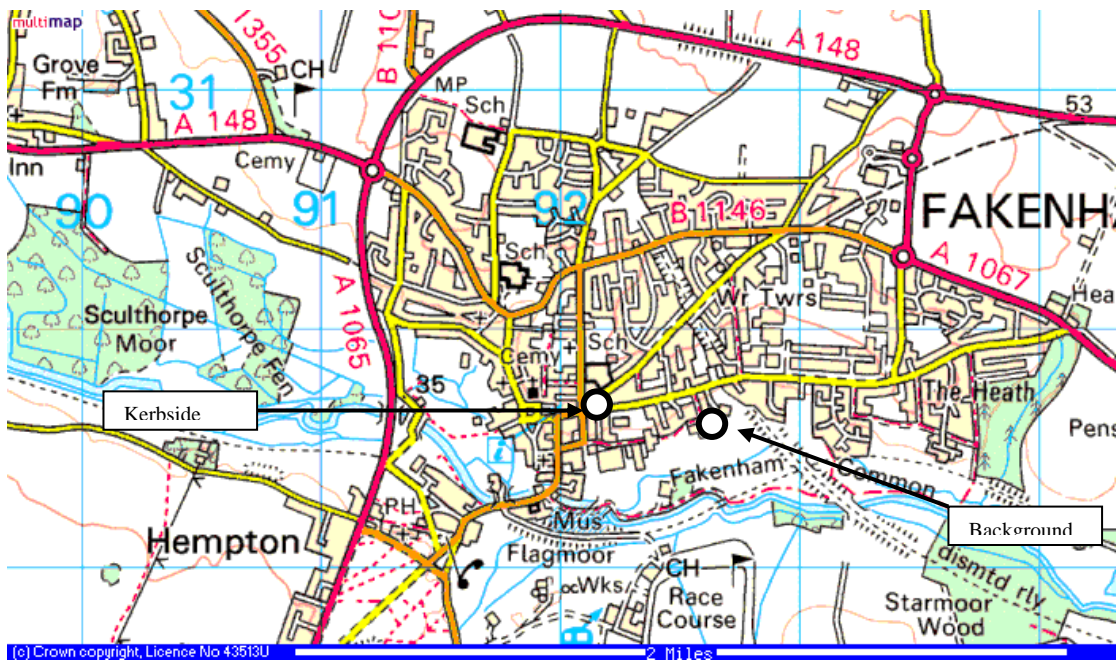 multimap
Grove
Fm
1355
CH
B 110
A 148
31
A 148
MP
Sch
53
Inn
Cemy
90
91
92
B 1146
FAKENHA
A 1067
Sculthorpe
Moor
Sculthorpe Fen
A 1065
Sch
Wr Twrs
Hea
Cemy
Sch
35
The Heath
Kerbside
Pens
Fakenham
Common
Background
PH
Mus
Hempton
Flagmoor
Wks
CH
Race
Course
dismtd rly
Starmoor
Wood
(c) Crown copyright, Licence No 43513U
2 Miles